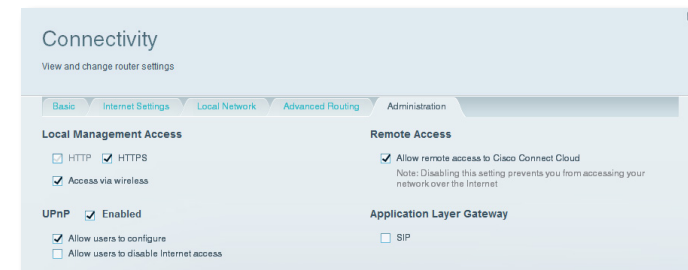 Connectivity
View and change router settings
Basic Internet Settings Local Network Advanced Routing Administration
Local Management Access
HTTP HTTPS
Access via wireless
UPnP Enabled
Allow users to configure
Allow users to disable Internet access
Remote Access
Allow remote access to Cisco Connect Cloud
Note: Disabling this setting prevents you from accessing your
network over the Internet
Application Layer Gateway
SIP